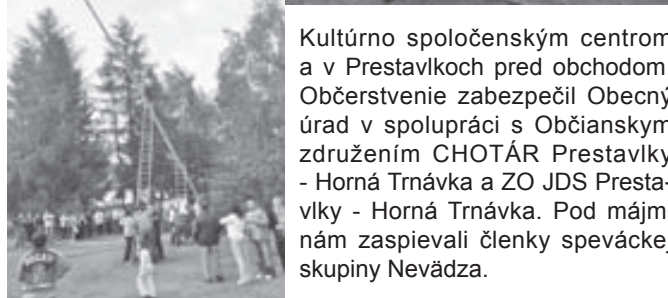 Kultúrno spoločenským centrom
a v Prestavlkoch pred obchodom.
Občerstvenie zabezpečil Obecný
úrad v spolupráci s Občianskym
združením CHOTÁR Prestavlky
- Horná Trnávka a ZO JDS Presta-
vlky - Horná Trnávka. Pod májmi
nám zaspievali členky speváckej
skupiny Nevädza.